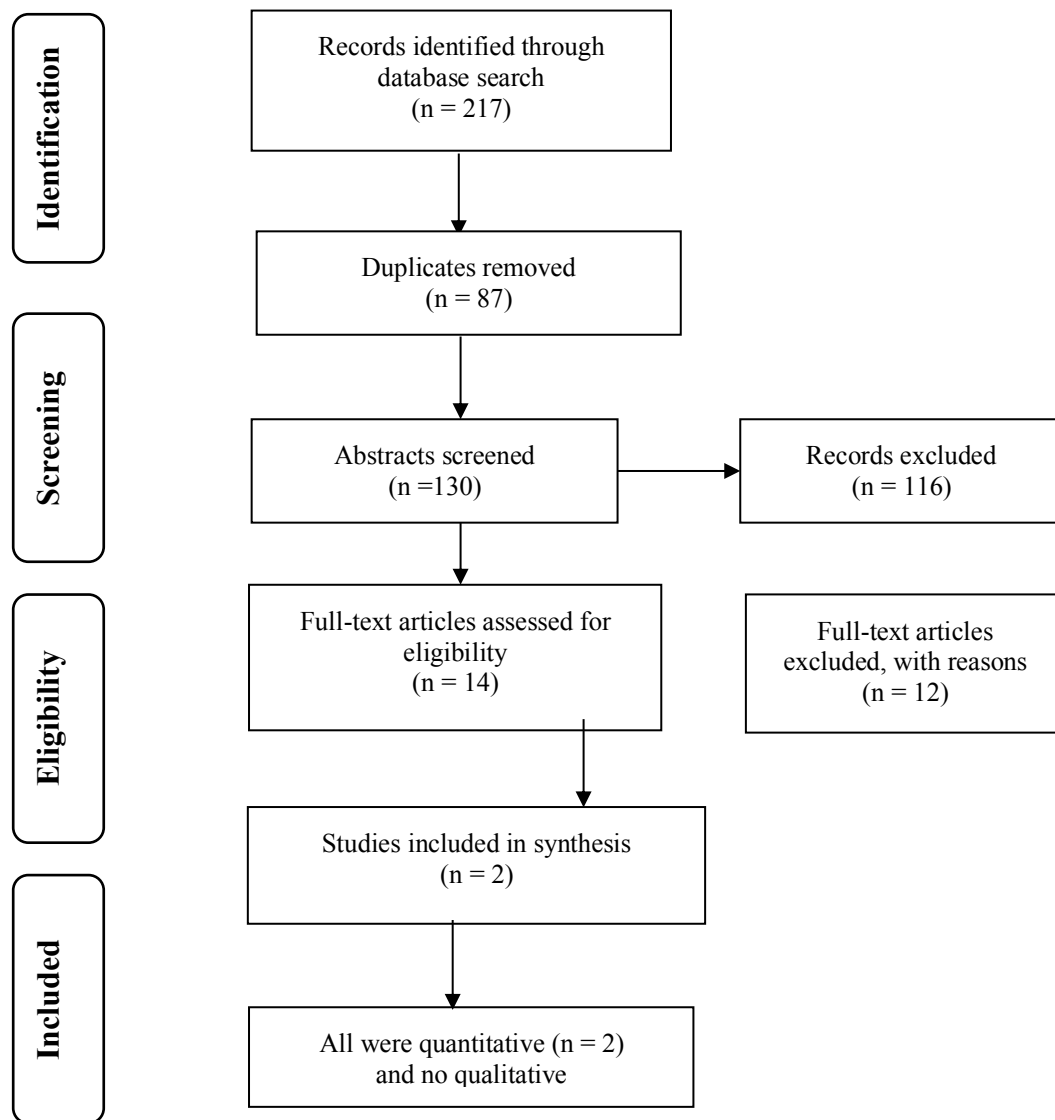 Identification
Records identified through
database search
(n = 217)
Duplicates removed
(n = 87)
Screening
Abstracts screened
(n =130)
Records excluded
(n = 116)
Eligibility
Full-text articles assessed for
eligibility
(n = 14)
Full-text articles
excluded, with reasons
(n = 12)
Studies included in synthesis
(n = 2)
Included
All were quantitative (n = 2)
and no qualitative